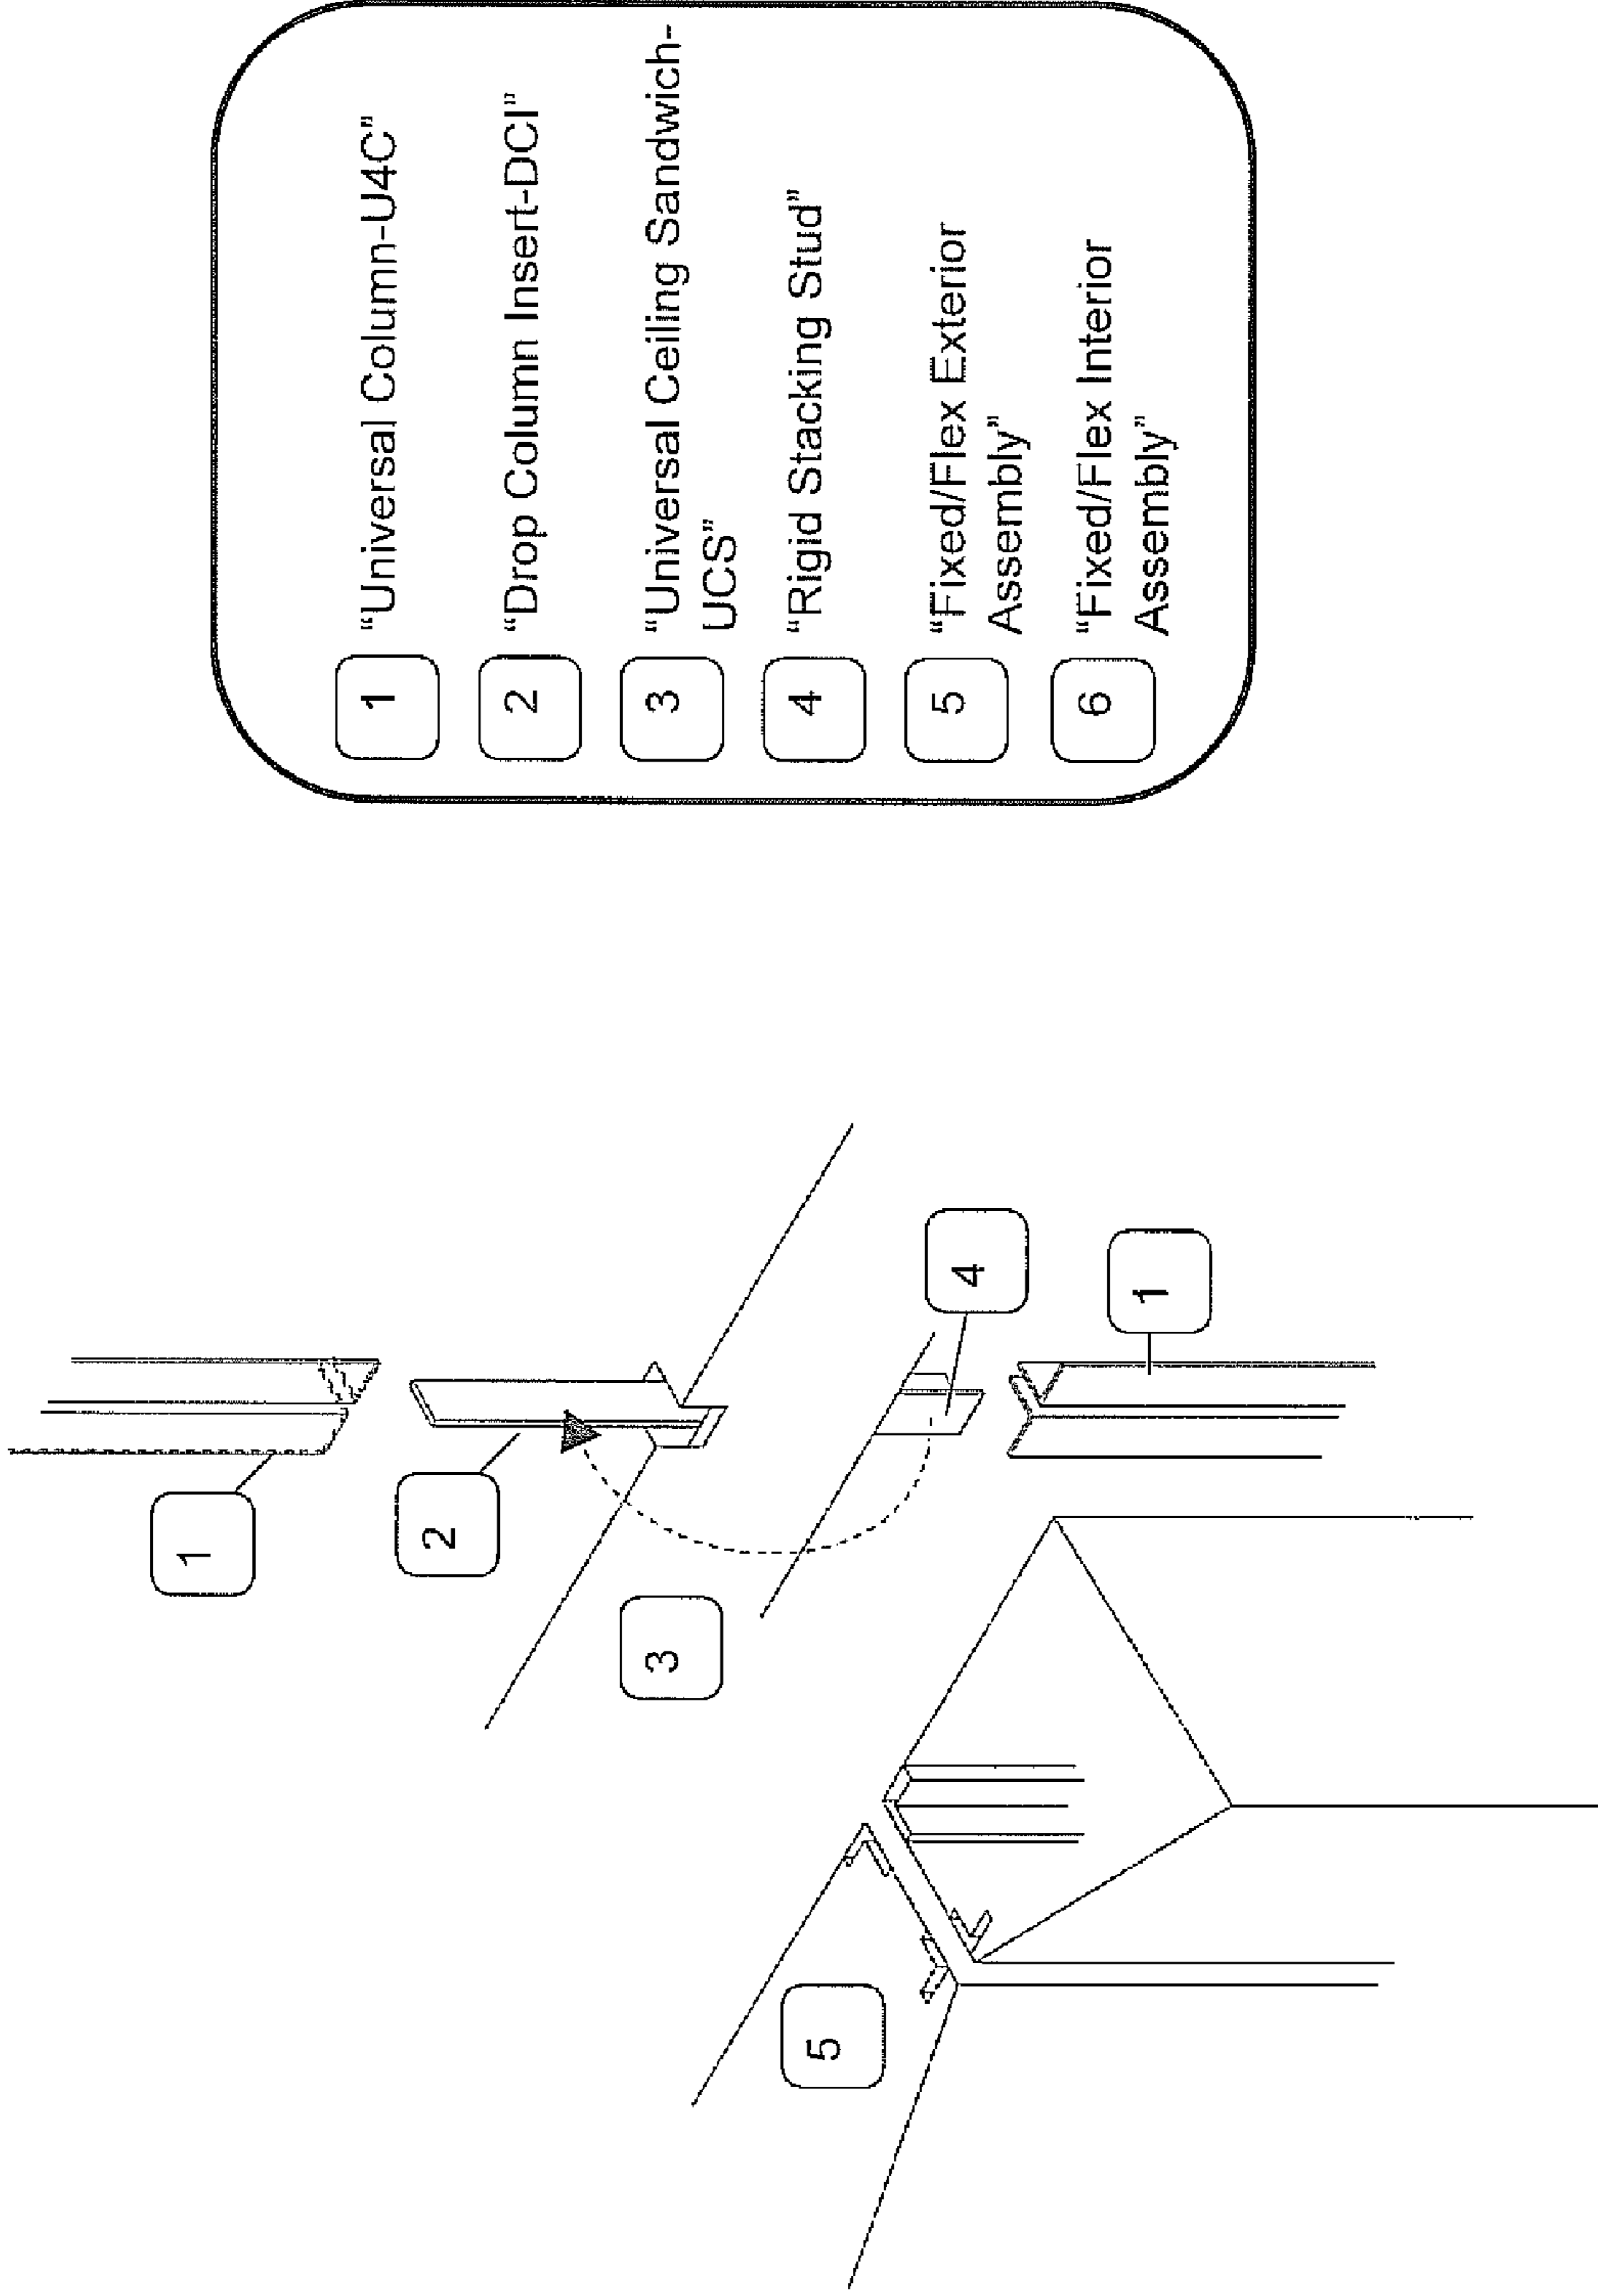 1 “Universal Column-U4C”
2 “Drop Column Insert-DCI”
3 “Universal Ceiling Sandwich-
UCS”
4 “Rigid Stacking Stud”
5 “Fixed/Flex Exterior
Assembly”
6 “Fixed/Flex Interior
Assembly”
1
2
3
4
1
5